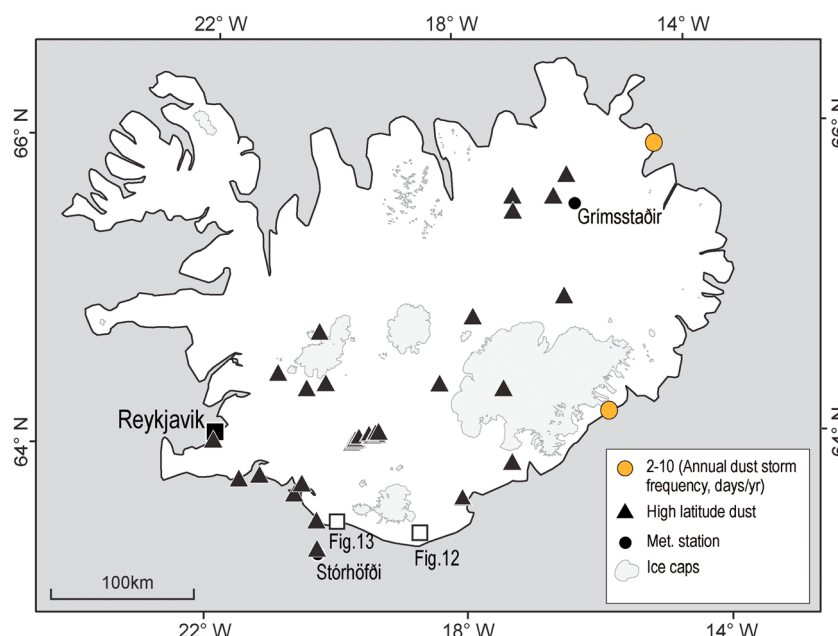 22° W 18° W 14° W
66° N
66° N
Grímsstaðir
Reykjavik
64° N
64° N
2-10 (Annual dust storm
frequency, days/yr)
High latitude dust
Met. station
Ice caps
Fig.13
Fig.12
Stórhöfði
100km
22° W 18° W 14° W